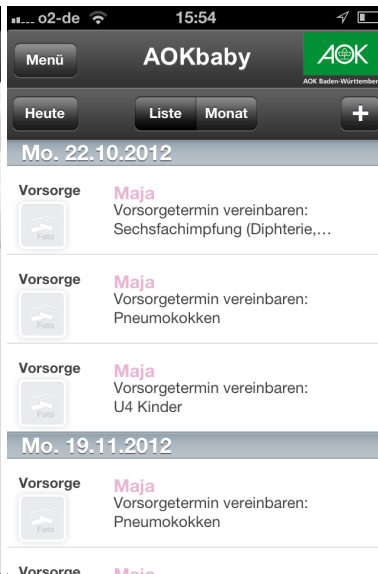 o2-de 15:54
Menü AOKbaby AOK
AOK Baden-Württember
Heute Liste Monat +
Mo. 22.10.2012
Vorsorge Maja
Vorsorgetermin vereinbaren:
Foto Sechsfachimpfung (Diphterie,…
Vorsorge Maja
Vorsorgetermin vereinbaren:
Foto Pneumokokken
Vorsorge Maja
Vorsorgetermin vereinbaren:
Foto U4 Kinder
Mo. 19.11.2012
Vorsorge Maja
Vorsorgetermin vereinbaren:
Foto Pneumokokken
Vorsorge Maja